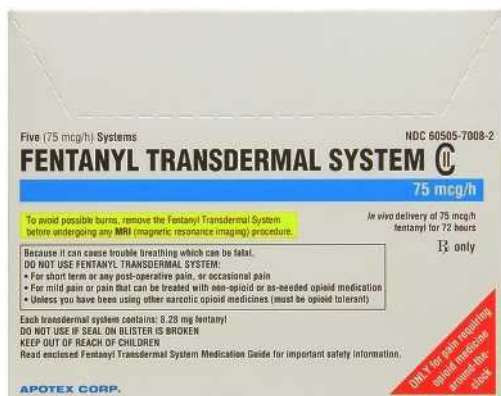 Five (75 mcg/h) Systems
NDC 60505-7008-2
FENTANYL TRANSDERMAL SYSTEM CII
75 mcg/h
To avoid possible burns, remove the Fentanyl Transdermal System
before undergoing any MRI (magnetic resonance imaging) procedure.
in vivo delivery of 75 mcg/h
fentanyl for 72 hours
℞ only
Because it can cause trouble breathing which can be fatal,
DO NOT USE FENTANYL TRANSDERMAL SYSTEM:
• For short term or any post-operative pain, or occasional pain
• For mild pain or pain that can be treated with non-opioid or as-needed opioid medication
• Unless you have been using other narcotic opioid medicines (must be opioid tolerant)
Each transdermal system contains: 8.28 mg fentanyl
DO NOT USE IF SEAL ON BLISTER IS BROKEN
KEEP OUT OF REACH OF CHILDREN
Read enclosed Fentanyl Transdermal System Medication Guide for important safety information.
ONLY for pain requiring
opioid medicine
around-the-
clock
APOTEX CORP.